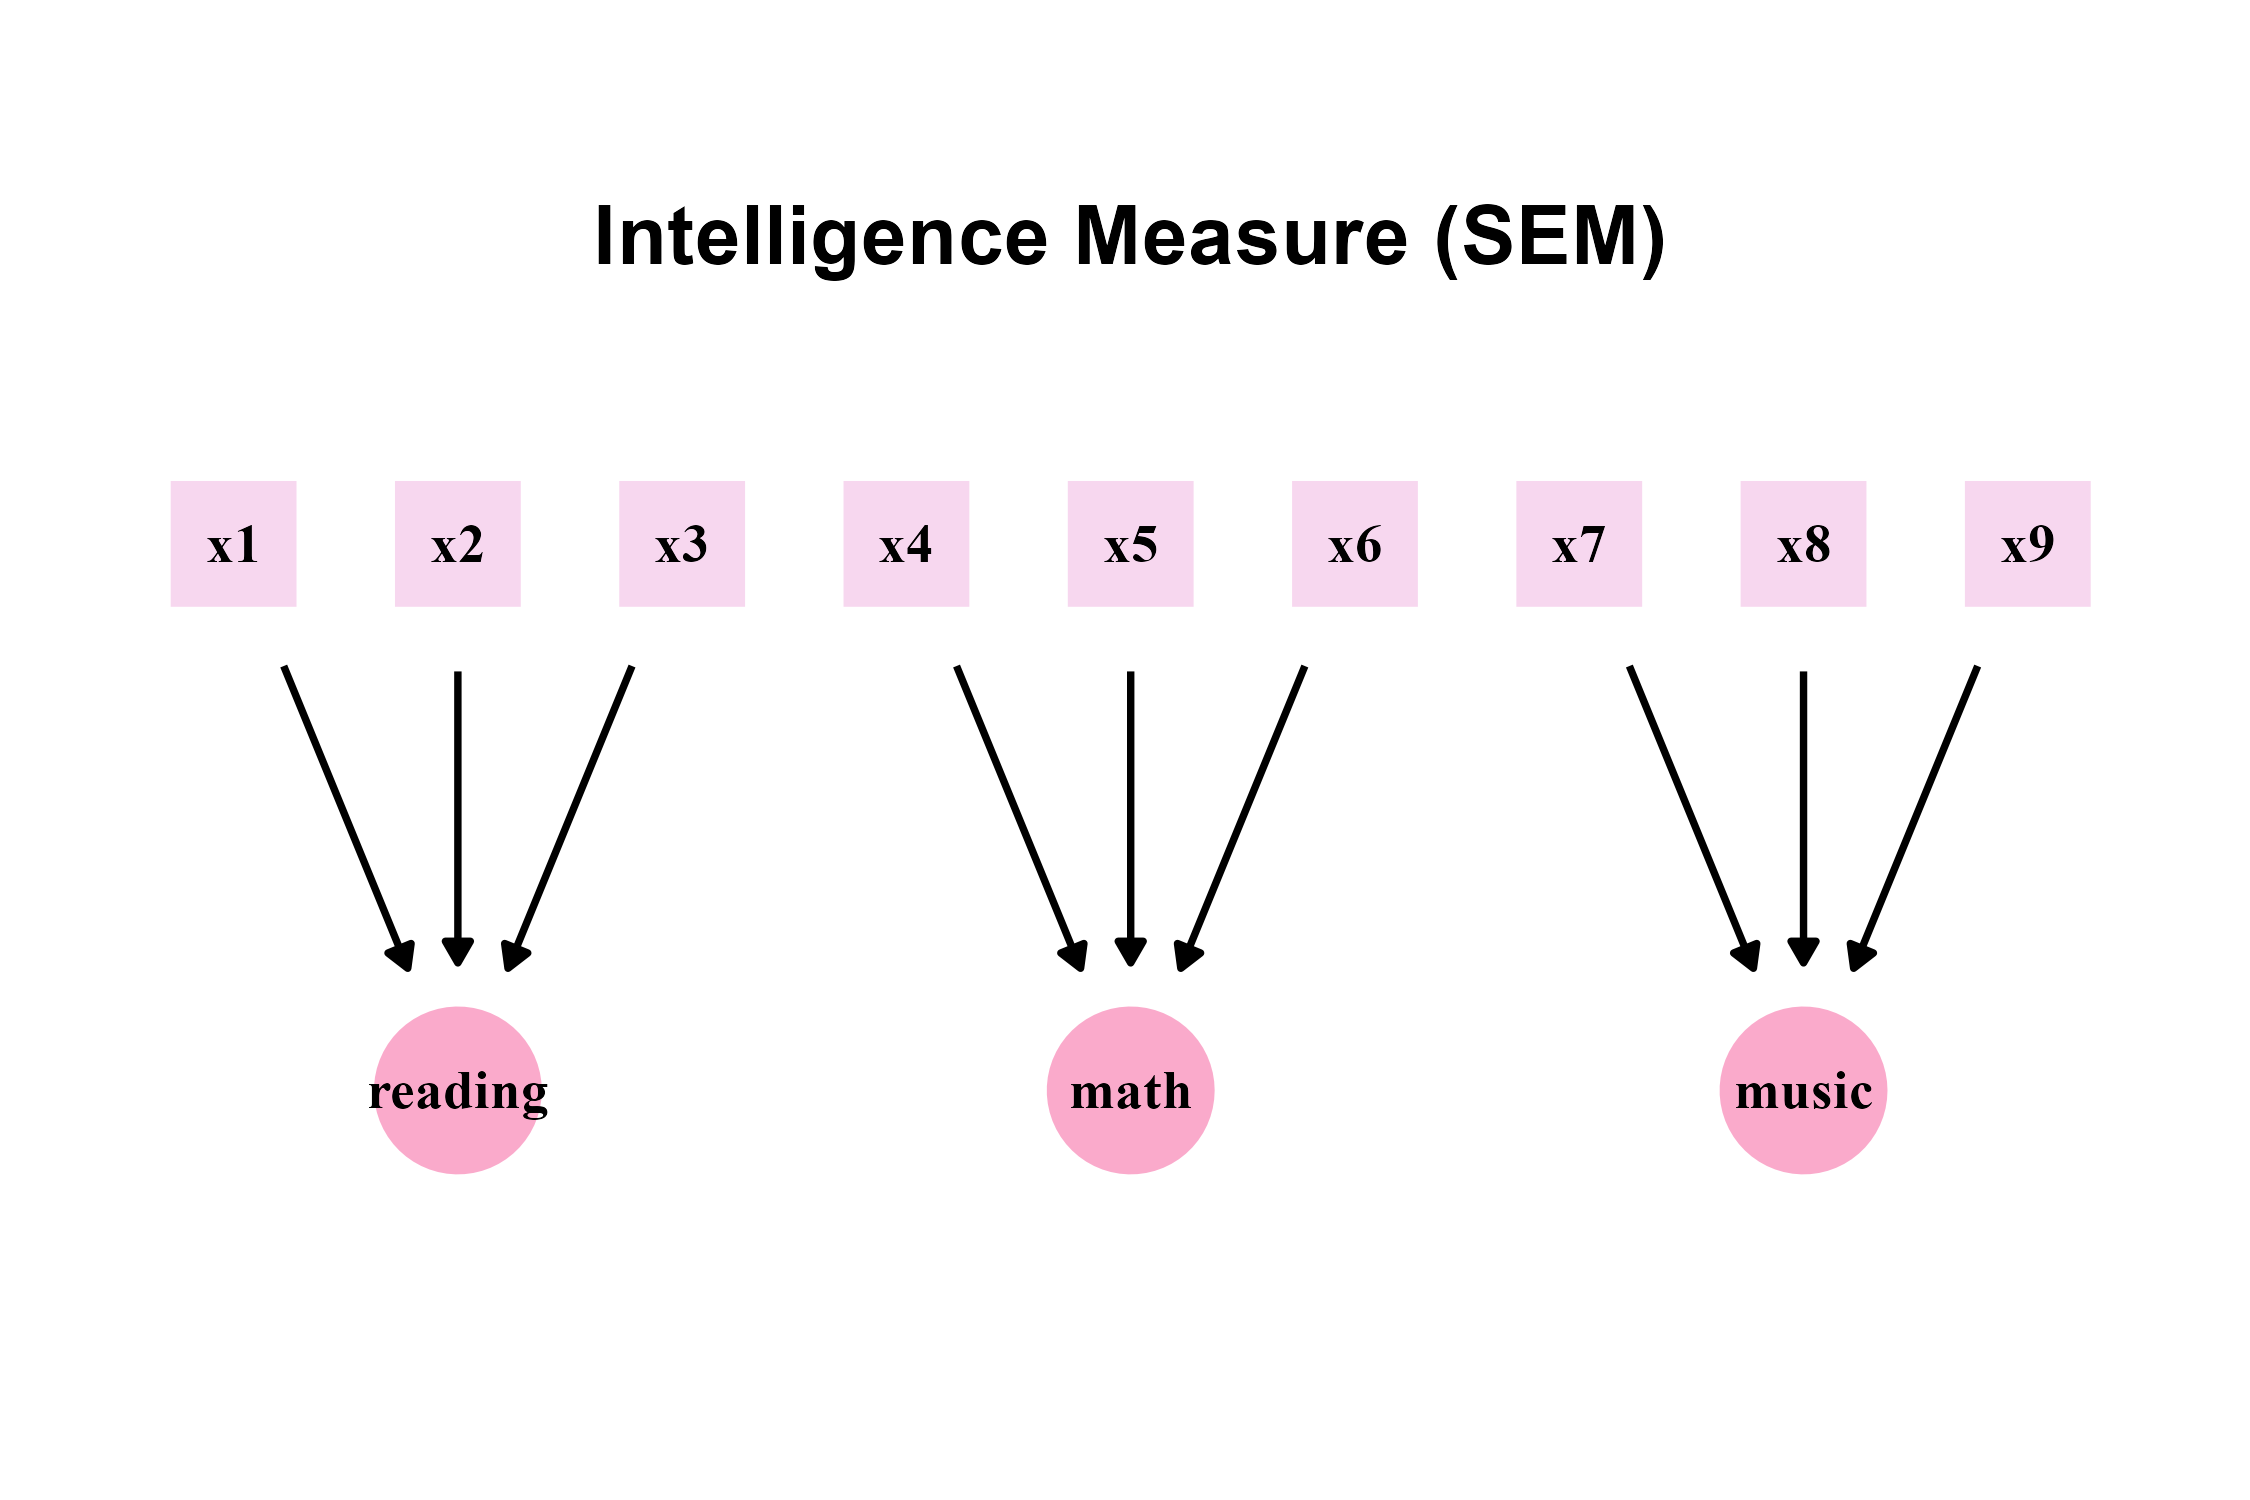 Intelligence Measure (SEM)
x1 x2 x3 x4 x5 x6 x7 x8 x9
reading math music